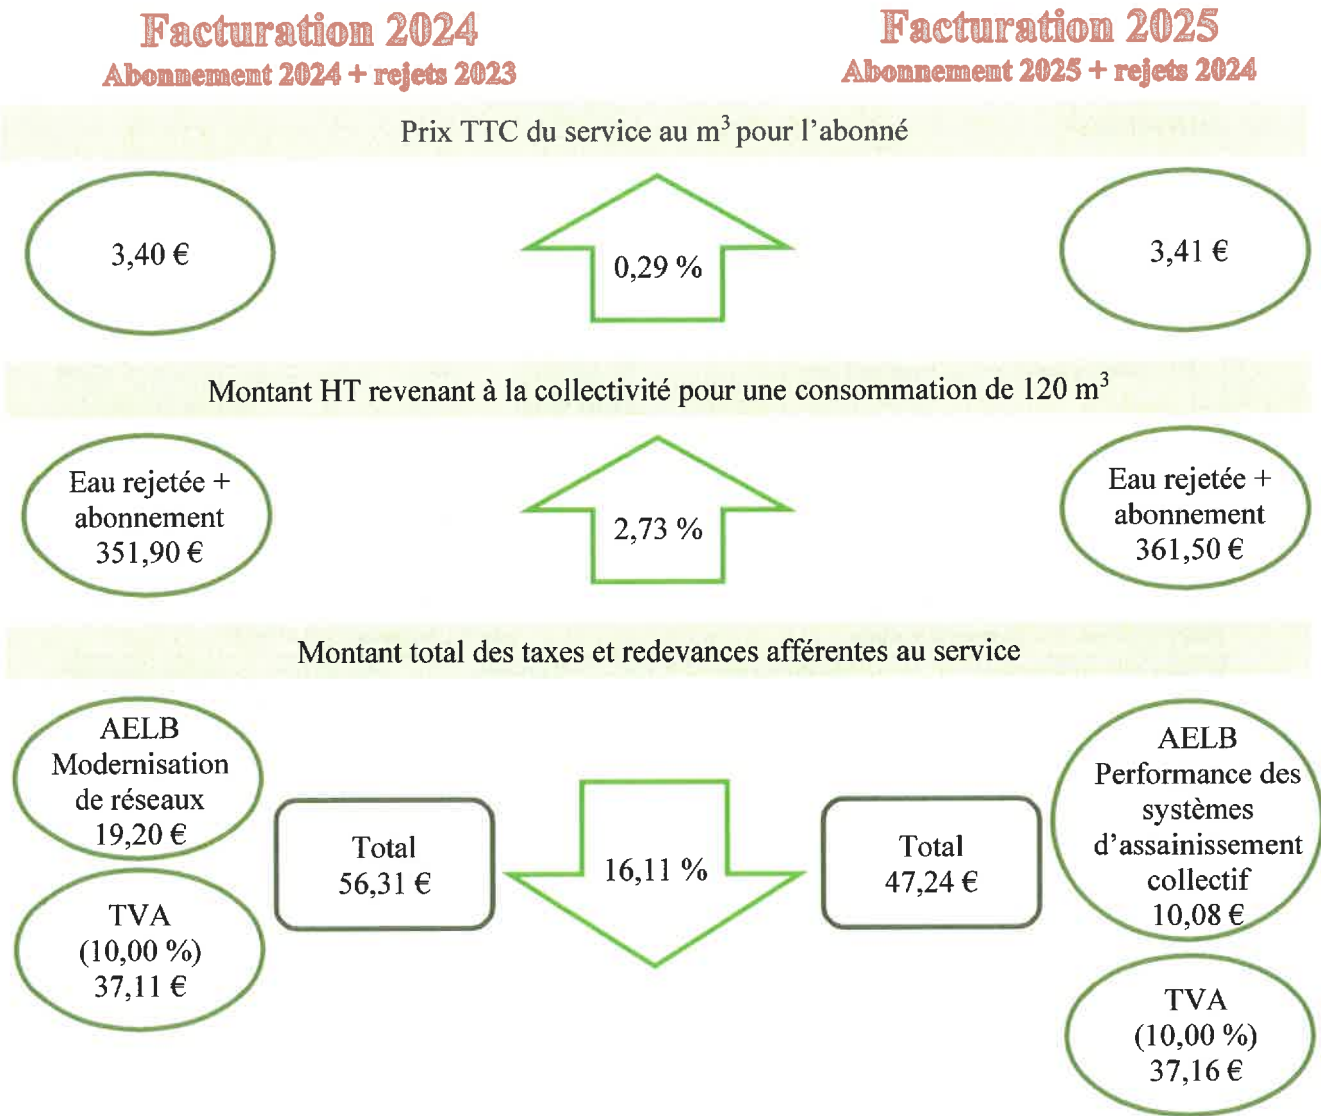 Facturation 2024
Abonnement 2024 + rejets 2023
Facturation 2025
Abonnement 2025 + rejets 2024
Prix TTC du service au m³ pour l'abonné
3,40 €
0,29 %
3,41 €
Montant HT revenant à la collectivité pour une consommation de 120 m³
Eau rejetée +
abonnement
351,90 €
2,73 %
Eau rejetée +
abonnement
361,50 €
Montant total des taxes et redevances afférentes au service
AELB
Modernisation
de réseaux
19,20 €
TVA
(10,00 %)
37,11 €
Total
56,31 €
16,11 %
Total
47,24 €
AELB
Performance des
systèmes
d'assainissement
collectif
10,08 €
TVA
(10,00 %)
37,16 €